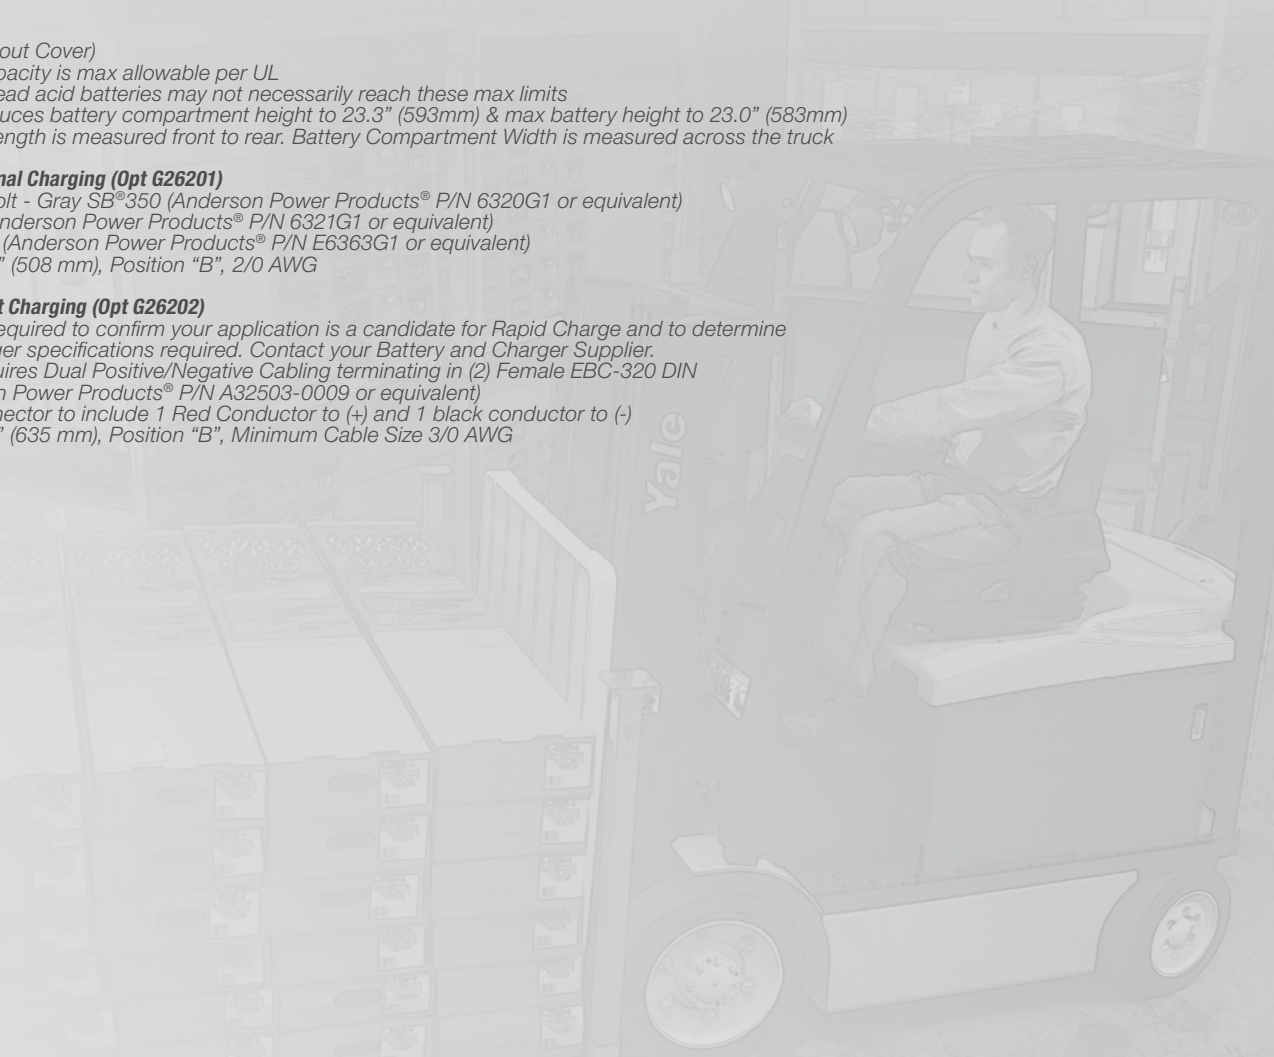 out Cover)
pacity is max allowable per UL
ead acid batteries may not necessarily reach these max limits
duces battery compartment height to 23.3” (593mm) & max battery height to 23.0” (583mm)
ength is measured front to rear. Battery Compartment Width is measured across the truck
nal Charging (Opt G26201)
olt - Gray SB®350 (Anderson Power Products® P/N 6320G1 or equivalent)
Anderson Power Products® P/N 6321G1 or equivalent)
(Anderson Power Products® P/N E6363G1 or equivalent)
” (508 mm), Position “B”, 2/0 AWG
t Charging (Opt G26202)
equired to confirm your application is a candidate for Rapid Charge and to determine
ger specifications required. Contact your Battery and Charger Supplier.
uires Dual Positive/Negative Cabling terminating in (2) Female EBC-320 DIN
n Power Products® P/N A32503-0009 or equivalent)
nector to include 1 Red Conductor to (+) and 1 black conductor to (-)
” (635 mm), Position “B”, Minimum Cable Size 3/0 AWG
Yale